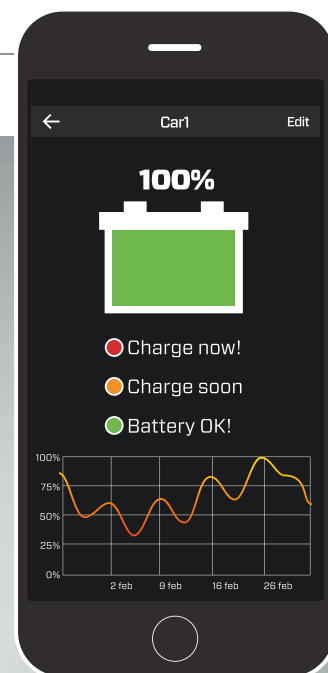 Car1 Edit
100%
Charge now!
Charge soon
Battery OK!
100%
75%
50%
25%
0%
2 feb 9 feb 16 feb 26 feb